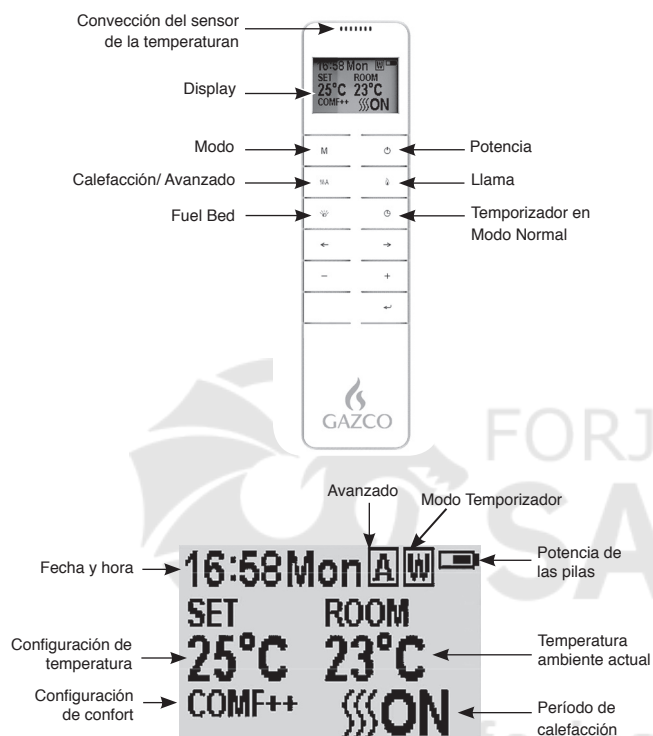 Convección del sensor
de la temperaturan
16:58 Mon W
SET ROOM
25°C 23°C
COMF++ ON
Display
Modo
M
Potencia
Calefacción/ Avanzado
Llama
Fuel Bed
Temporizador en
Modo Normal
GAZCO
FORJ
SA
Avanzado
Modo Temporizador
Fecha y hora
16:58Mon A W
Potencia de
las pilas
SET ROOM
Configuración de
temperatura
25°C 23°C
Temperatura
ambiente actual
Configuración
de confort
COMF++ ON
Período de
calefacción